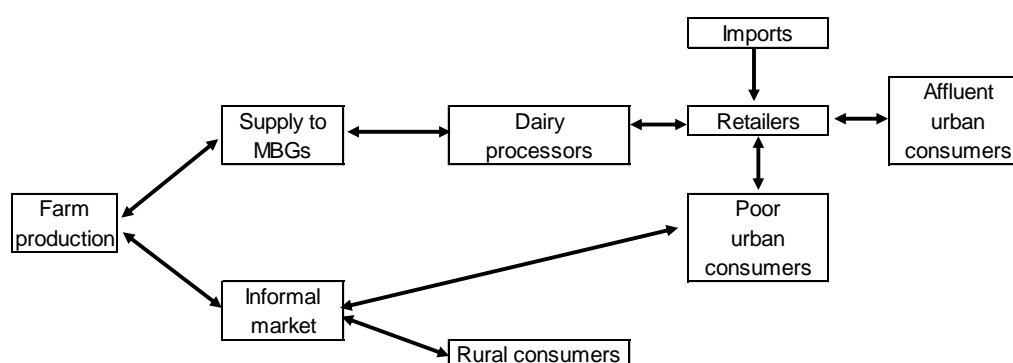 Imports
Supply to
MBGs
Dairy
processors
Retailers
Affluent
urban
consumers
Farm
production
Poor
urban
consumers
Informal
market
Rural consumers